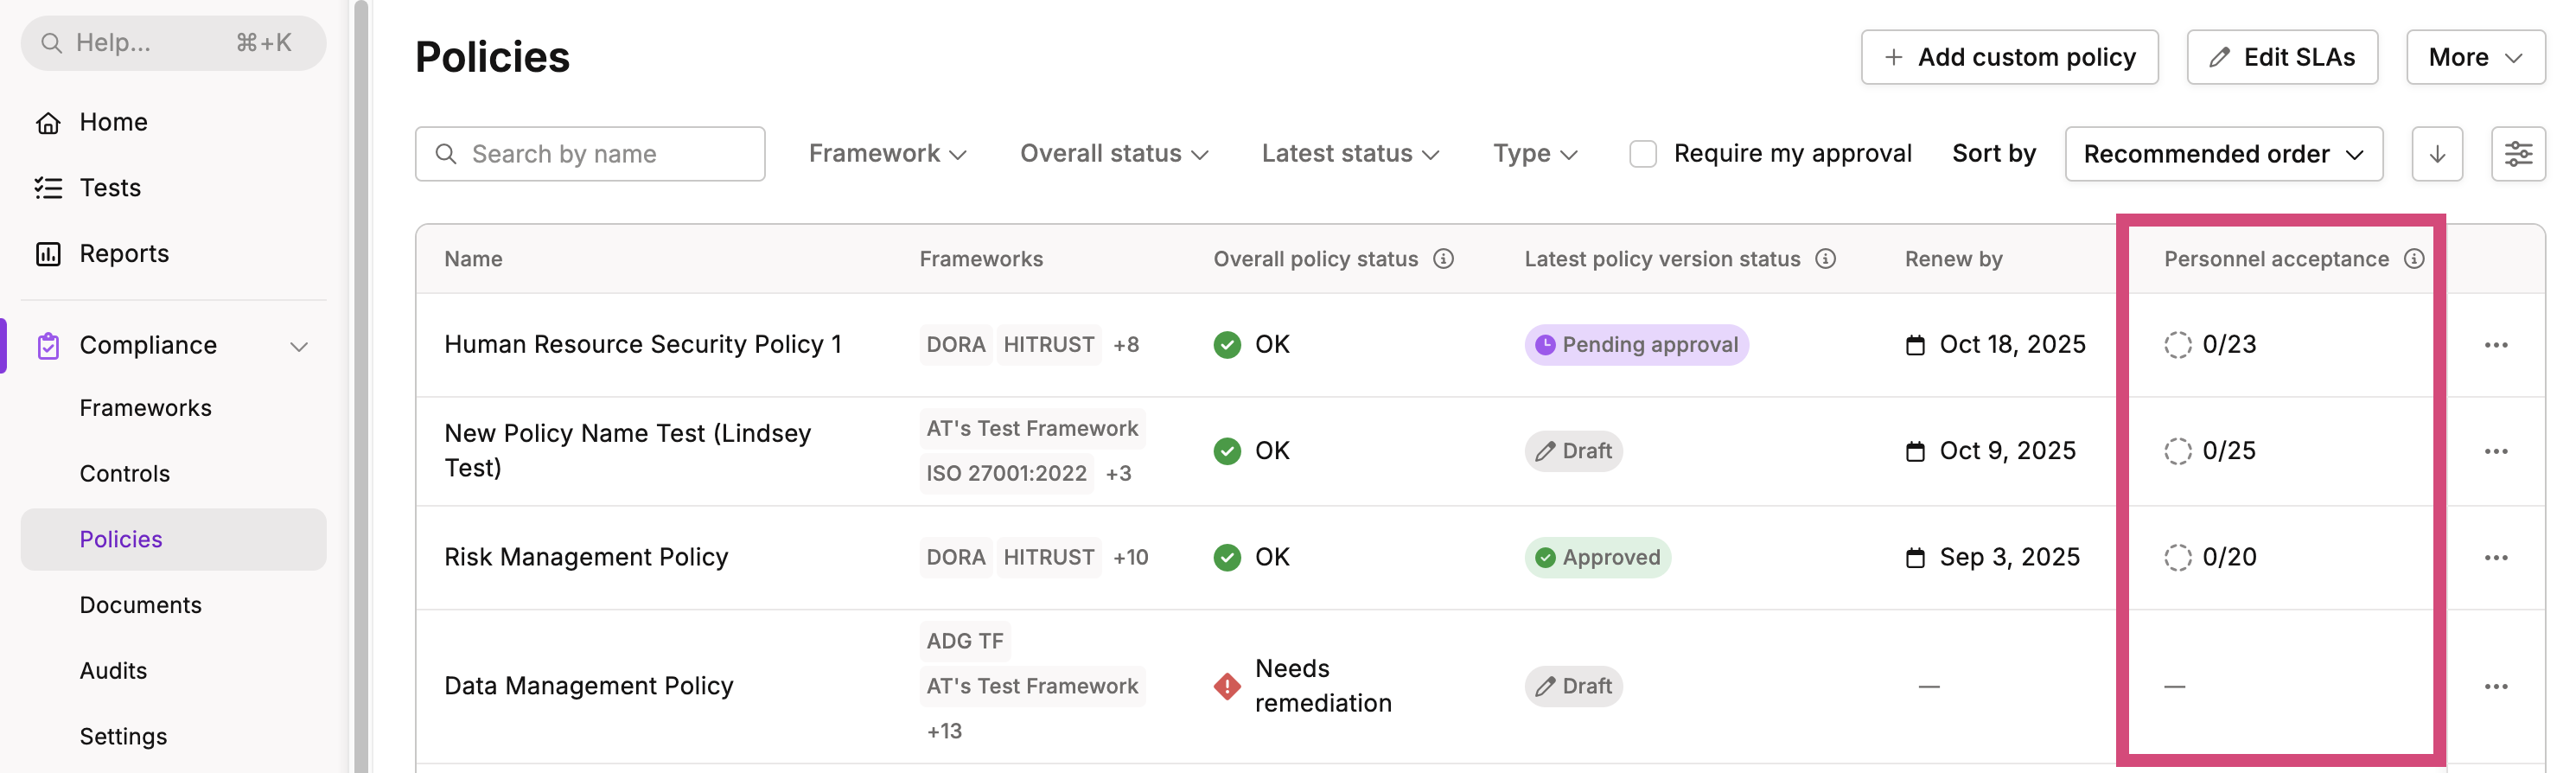 Help... ⌘+K
Home
Tests
Reports
Compliance
Frameworks
Controls
Policies
Documents
Audits
Settings
Policies
+ Add custom policy
Edit SLAs
More
Search by name
Framework
Overall status
Latest status
Type
Require my approval
Sort by
Recommended order
Name Frameworks Overall policy status Latest policy version status Renew by Personnel acceptance
Human Resource Security Policy 1 DORA HITRUST +8 OK Pending approval Oct 18, 2025 0/23
New Policy Name Test (Lindsey
Test)
AT's Test Framework
ISO 27001:2022 +3
OK Draft Oct 9, 2025 0/25
Risk Management Policy DORA HITRUST +10 OK Approved Sep 3, 2025 0/20
Data Management Policy
ADG TF
AT's Test Framework
+13
Needs
remediation
Draft — —